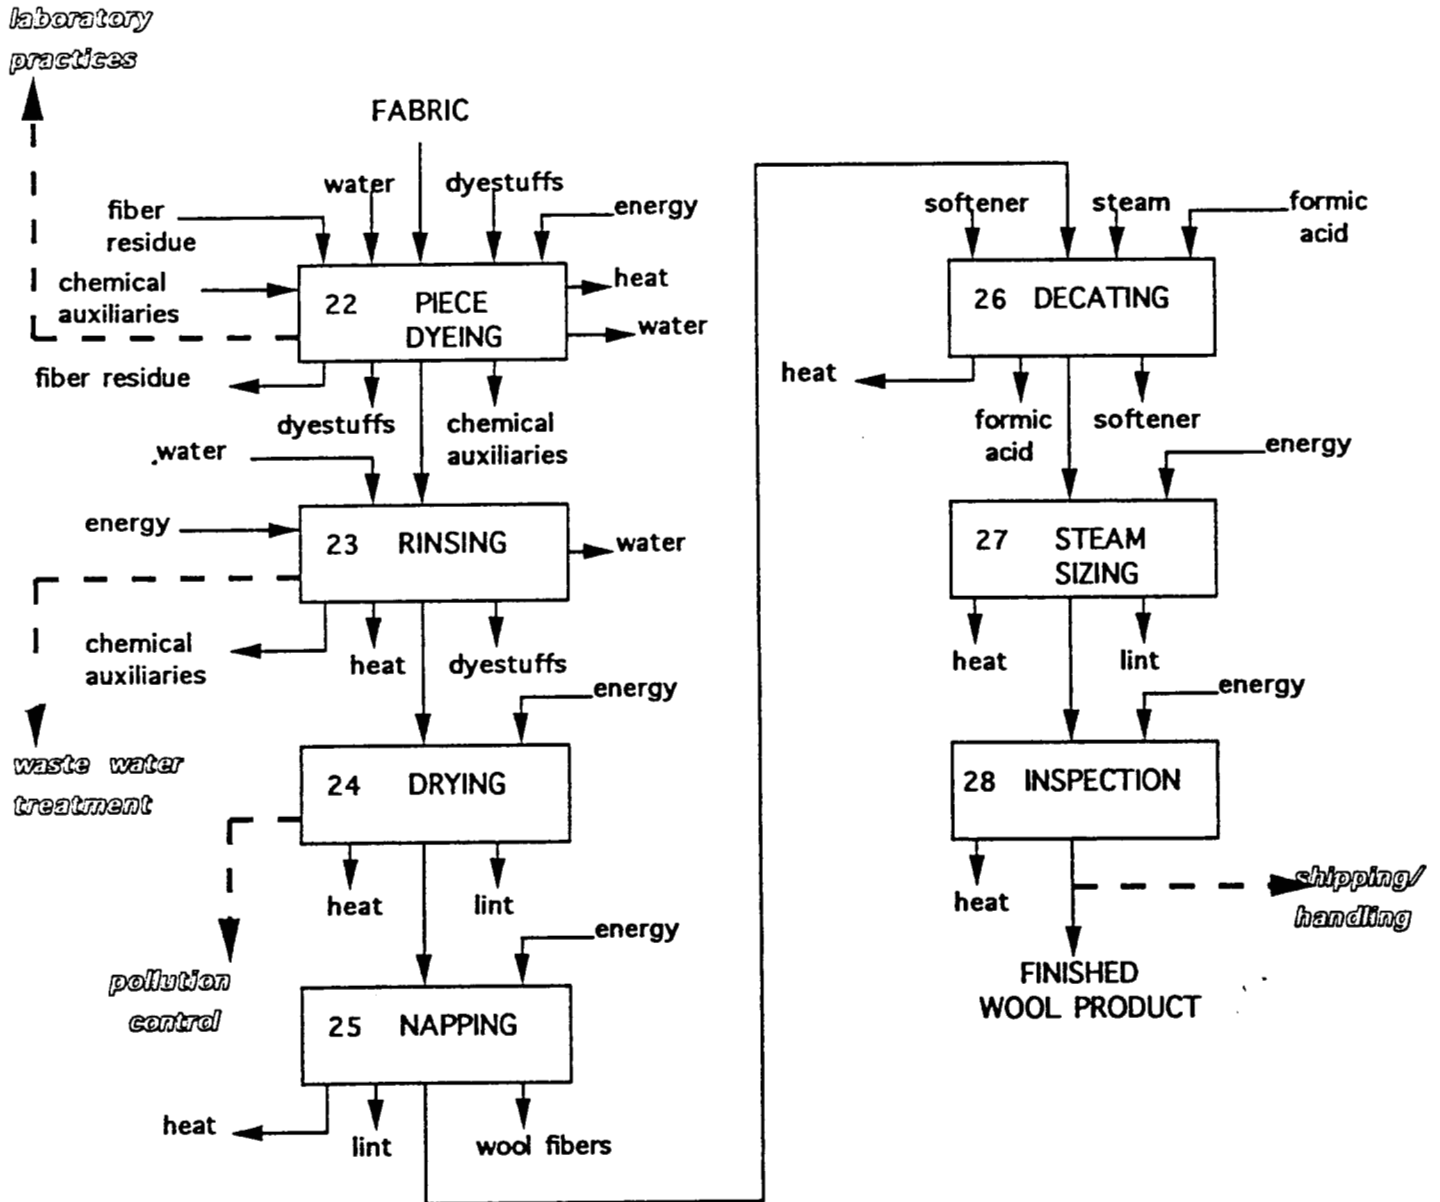 laboratory
practices
FABRIC
water
dyestuffs
fiber
residue
energy
chemical
auxiliaries
22 PIECE
DYEING
heat
water
fiber residue
dyestuffs
chemical
auxiliaries
water
energy
23 RINSING
water
chemical
auxiliaries
heat
dyestuffs
waste water
treatment
energy
24 DRYING
heat
lint
pollution
control
energy
25 NAPPING
heat
lint
wool fibers
softener
steam
formic
acid
26 DECATING
heat
formic
acid
softener
energy
27 STEAM
SIZING
heat
lint
energy
28 INSPECTION
heat
shipping/
handling
FINISHED
WOOL PRODUCT